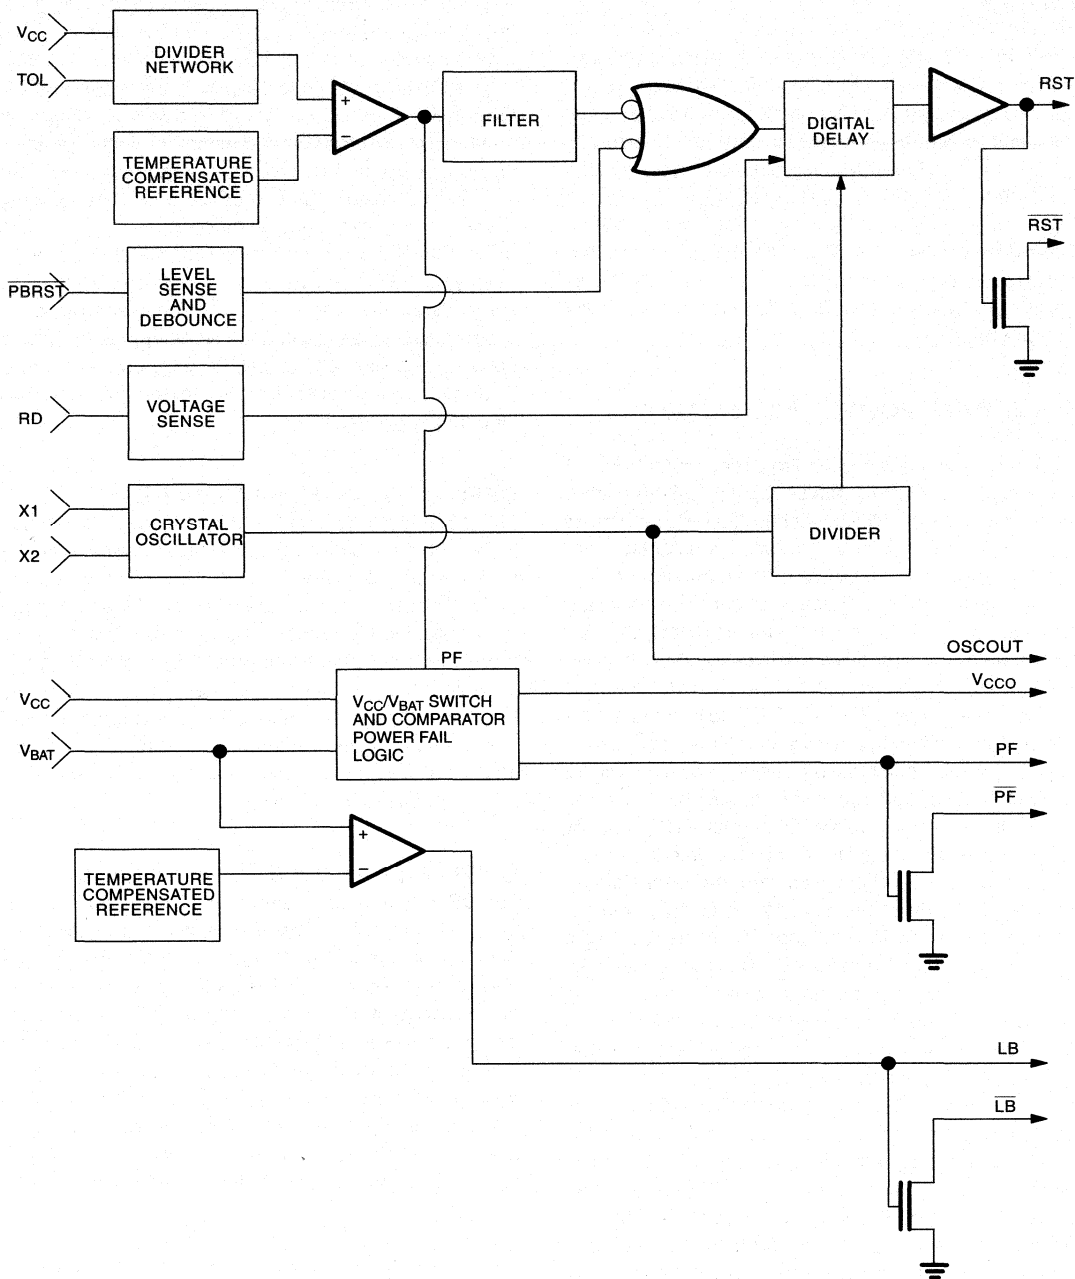 VCC
TOL
DIVIDER
NETWORK
+
−
TEMPERATURE
COMPENSATED
REFERENCE
FILTER
DIGITAL
DELAY
RST
RST
PBRST
LEVEL
SENSE
AND
DEBOUNCE
RD
VOLTAGE
SENSE
X1
X2
CRYSTAL
OSCILLATOR
DIVIDER
OSCOUT
PF
VCC
VBAT
VCC/VBAT SWITCH
AND COMPARATOR
POWER FAIL
LOGIC
VCCO
PF
PF
+
−
TEMPERATURE
COMPENSATED
REFERENCE
LB
LB